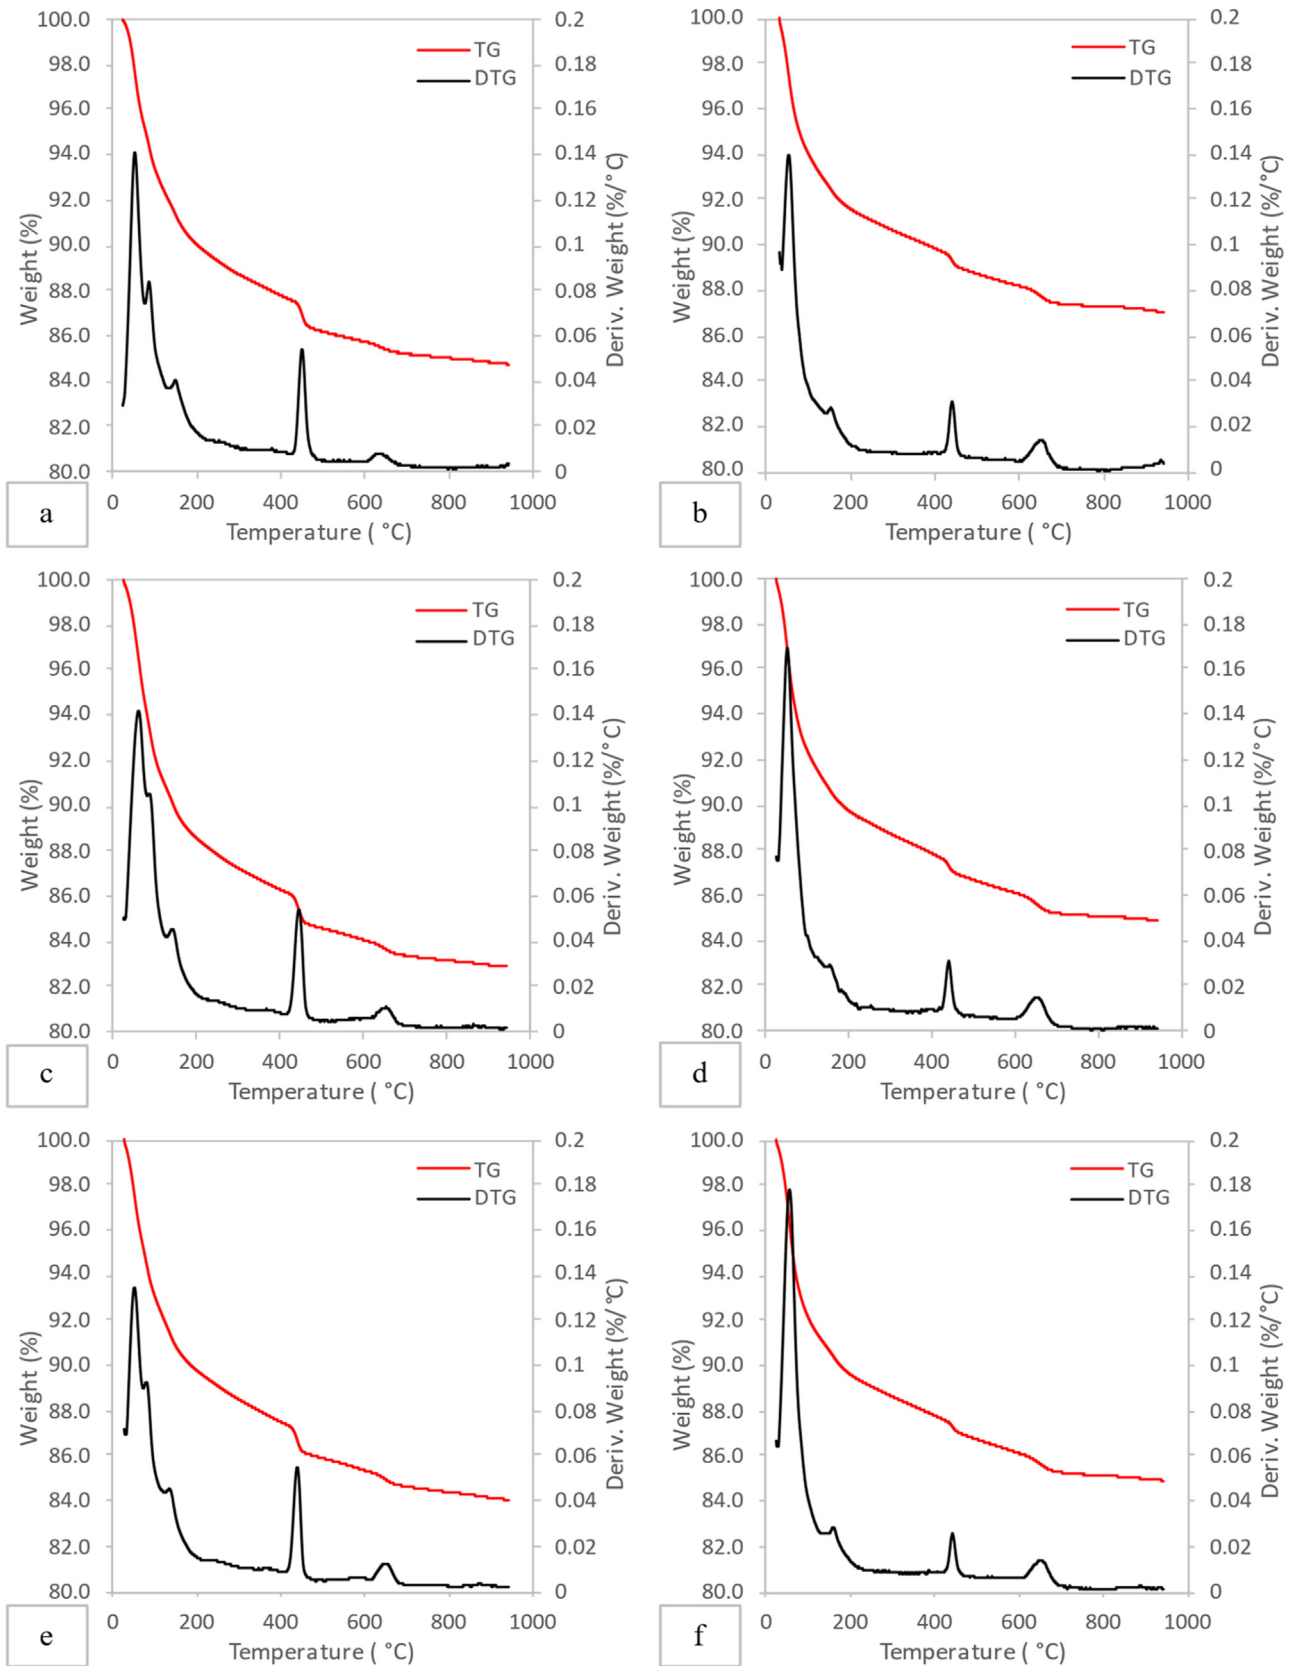 100.0 98.0 96.0 94.0 92.0 90.0 88.0 86.0 84.0 82.0 80.0
Weight (%)
TG
DTG
0.2 0.18 0.16 0.14 0.12 0.1 0.08 0.06 0.04 0.02 0
Deriv. Weight (%/°C)
0 200 400 600 800 1000
Temperature ( °C)
a
100.0 98.0 96.0 94.0 92.0 90.0 88.0 86.0 84.0 82.0 80.0
Weight (%)
TG
DTG
0.2 0.18 0.16 0.14 0.12 0.1 0.08 0.06 0.04 0.02 0
Deriv. Weight (%/°C)
0 200 400 600 800 1000
Temperature ( °C)
b
100.0 98.0 96.0 94.0 92.0 90.0 88.0 86.0 84.0 82.0 80.0
Weight (%)
TG
DTG
0.2 0.18 0.16 0.14 0.12 0.1 0.08 0.06 0.04 0.02 0
Deriv. Weight (%/°C)
0 200 400 600 800 1000
Temperature ( °C)
c
100.0 98.0 96.0 94.0 92.0 90.0 88.0 86.0 84.0 82.0 80.0
Weight (%)
TG
DTG
0.2 0.18 0.16 0.14 0.12 0.1 0.08 0.06 0.04 0.02 0
Deriv. Weight (%/°C)
0 200 400 600 800 1000
Temperature ( °C)
d
100.0 98.0 96.0 94.0 92.0 90.0 88.0 86.0 84.0 82.0 80.0
Weight (%)
TG
DTG
0.2 0.18 0.16 0.14 0.12 0.1 0.08 0.06 0.04 0.02 0
Deriv. Weight (%/°C)
0 200 400 600 800 1000
Temperature ( °C)
e
100.0 98.0 96.0 94.0 92.0 90.0 88.0 86.0 84.0 82.0 80.0
Weight (%)
TG
DTG
0.2 0.18 0.16 0.14 0.12 0.1 0.08 0.06 0.04 0.02 0
Deriv. Weight (%/°C)
0 200 400 600 800 1000
Temperature ( °C)
f